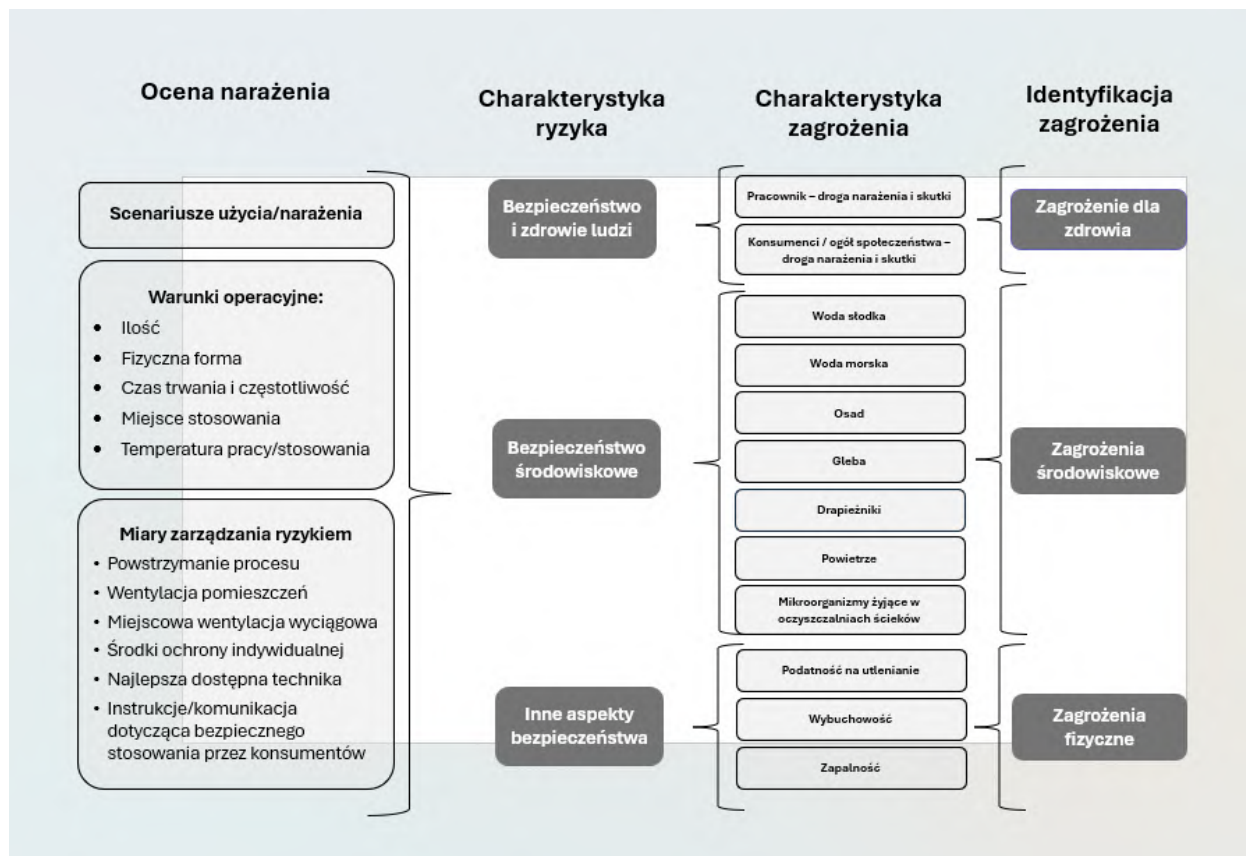 Ocena narażenia
Charakterystyka
ryzyka
Charakterystyka
zagrożenia
Identyfikacja
zagrożenia
Scenariusze użycia/narażenia
Warunki operacyjne:
• Ilość
• Fizyczna forma
• Czas trwania i częstotliwość
• Miejsce stosowania
• Temperatura pracy/stosowania
Miary zarządzania ryzykiem
• Powstrzymanie procesu
• Wentylacja pomieszczeń
• Miejscowa wentylacja wyciągowa
• Środki ochrony indywidualnej
• Najlepsza dostępna technika
• Instrukcje/komunikacja
dotycząca bezpiecznego
stosowania przez konsumentów
Bezpieczeństwo
i zdrowie ludzi
Bezpieczeństwo
środowiskowe
Inne aspekty
bezpieczeństwa
Pracownik – droga narażenia i skutki
Konsumenci / ogół społeczeństwa –
droga narażenia i skutki
Woda słodka
Woda morska
Osad
Gleba
Drapieżniki
Powietrze
Mikroorganizmy żyjące w
oczyszczalniach ścieków
Podatność na utlenianie
Wybuchowość
Zapalność
Zagrożenie dla
zdrowia
Zagrożenia
środowiskowe
Zagrożenia
fizyczne